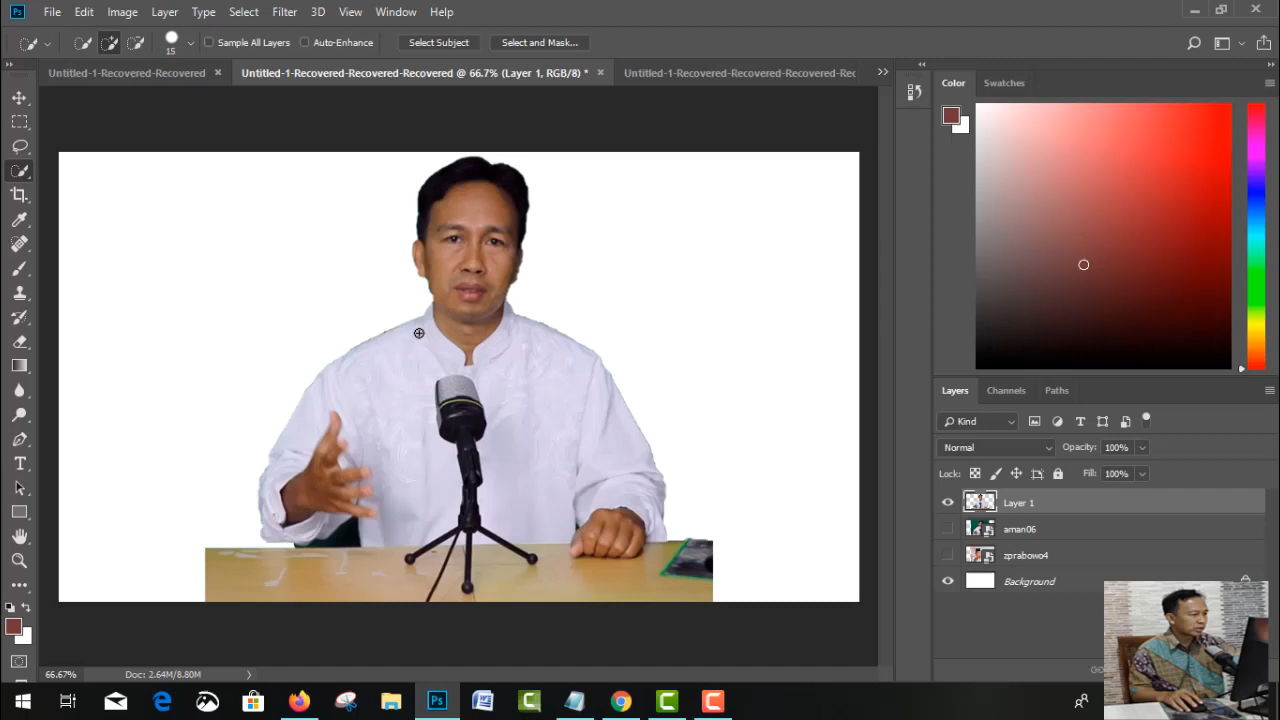 Ps File Edit Image Layer Type Select Filter 3D View Window Help
15 Sample All Layers Auto-Enhance Select Subject Select and Mask...
Untitled-1-Recovered × Untitled-1-Recovered-Recovered-Recovered @ 66.7% (Layer 1, RGB/8) * × Untitled-1-Recovered-Recovered-Recovered-Rec
Color Swatches
Layers Channels Paths
Kind
Normal Opacity: 100%
Lock: Fill: 100%
Layer 1
aman06
zprabowo4
Background
66.67% Doc: 2.64M/8.80M